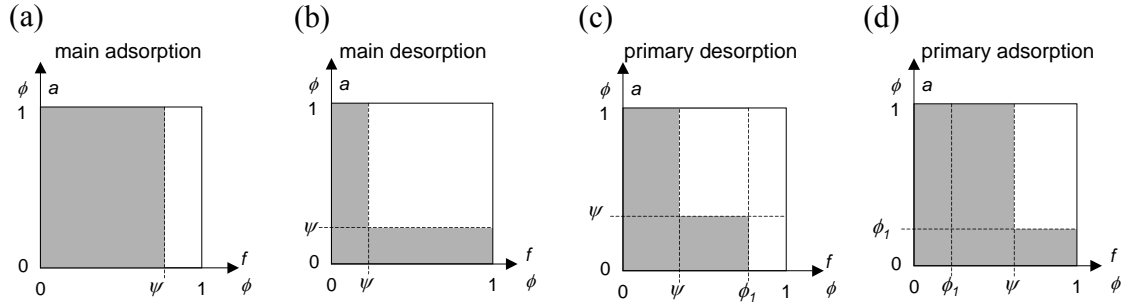 (a)
main adsorption
ϕ a
1
0
f
0 ψ 1 ϕ
(b)
main desorption
ϕ a
1
ψ
0
f
0 ψ 1 ϕ
(c)
primary desorption
ϕ a
1
ψ
0
f
0 ψ ϕ1 1 ϕ
(d)
primary adsorption
ϕ a
1
ϕ1
0
f
0 ϕ1 ψ 1 ϕ